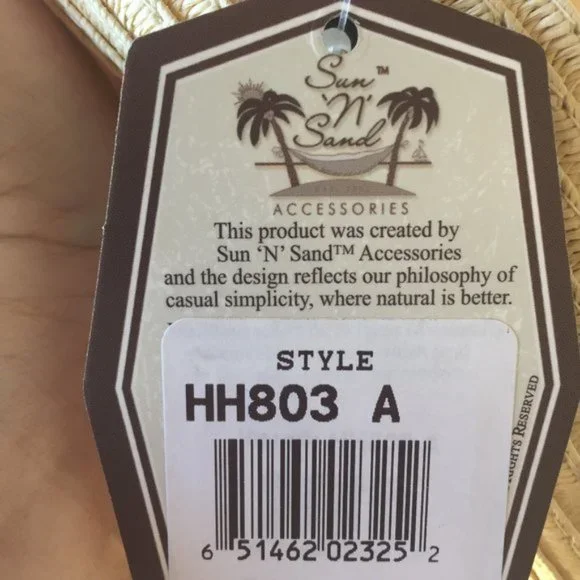 Sun™
'N'
Sand
ACCESSORIES
This product was created by
Sun 'N' Sand™ Accessories
and the design reflects our philosophy of
casual simplicity, where natural is better.
STYLE
HH803 A
6 51462 02325 2
RIGHTS RESERVED